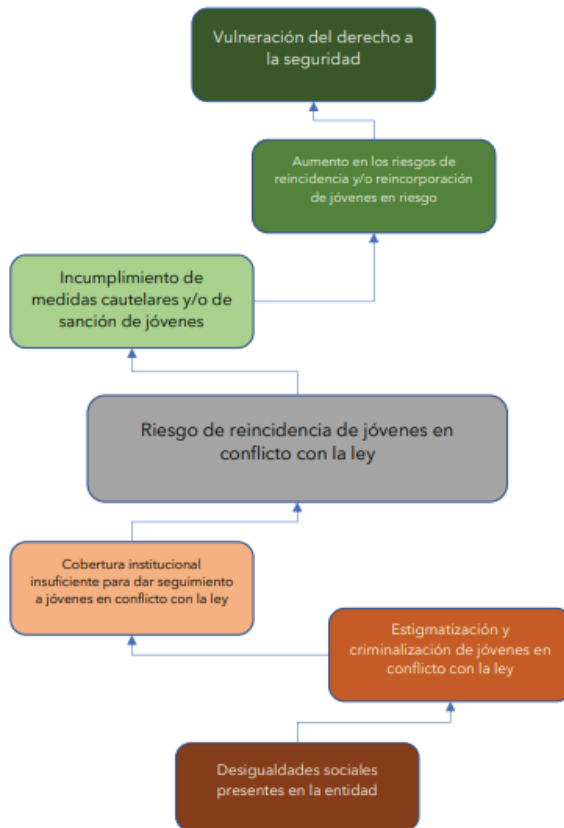 Vulneración del derecho a
la seguridad
Aumento en los riesgos de
reincidencia y/o reincorporación
de jóvenes en riesgo
Incumplimiento de
medidas cautelares y/o de
sanción de jóvenes
Riesgo de reincidencia de jóvenes en
conflicto con la ley
Cobertura institucional
insuficiente para dar seguimiento
a jóvenes en conflicto con la ley
Estigmatización y
criminalización de jóvenes en
conflicto con la ley
Desigualdades sociales
presentes en la entidad